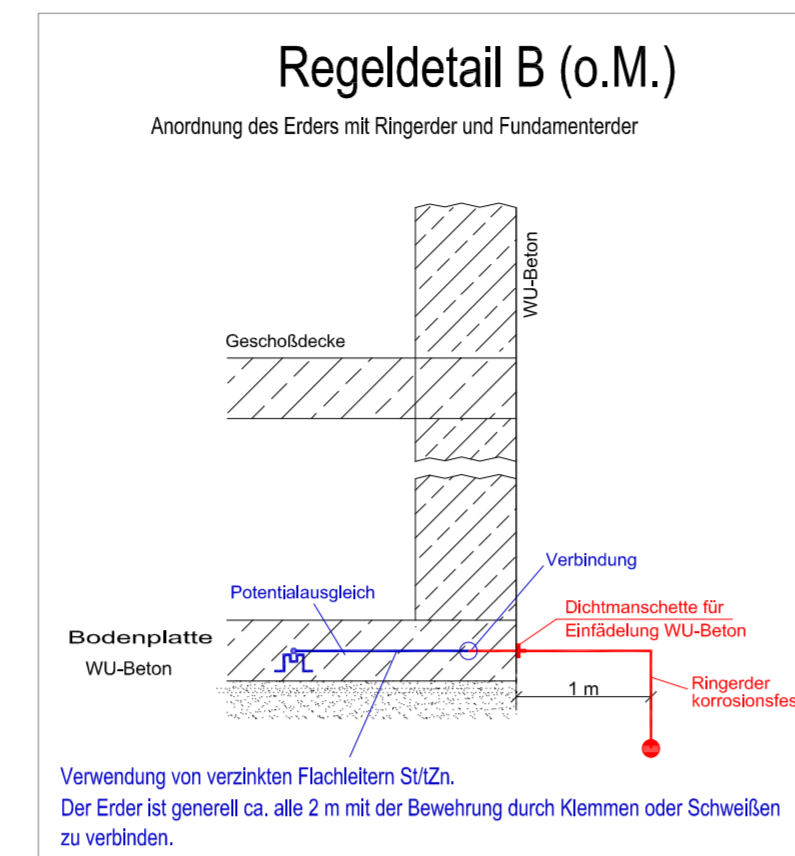 Regeldetail B (o.M.)
Anordnung des Erders mit Ringerder und Fundamenterder
WU-Beton
Geschoßdecke
Verbindung
Potentialausgleich
Dichtmanschette für
Einfädelung WU-Beton
Bodenplatte
WU-Beton
1 m
Ringerder
korrosionsfes
Verwendung von verzinkten Flachleitern St/tZn.
Der Erder ist generell ca. alle 2 m mit der Bewehrung durch Klemmen oder Schweißen
zu verbinden.